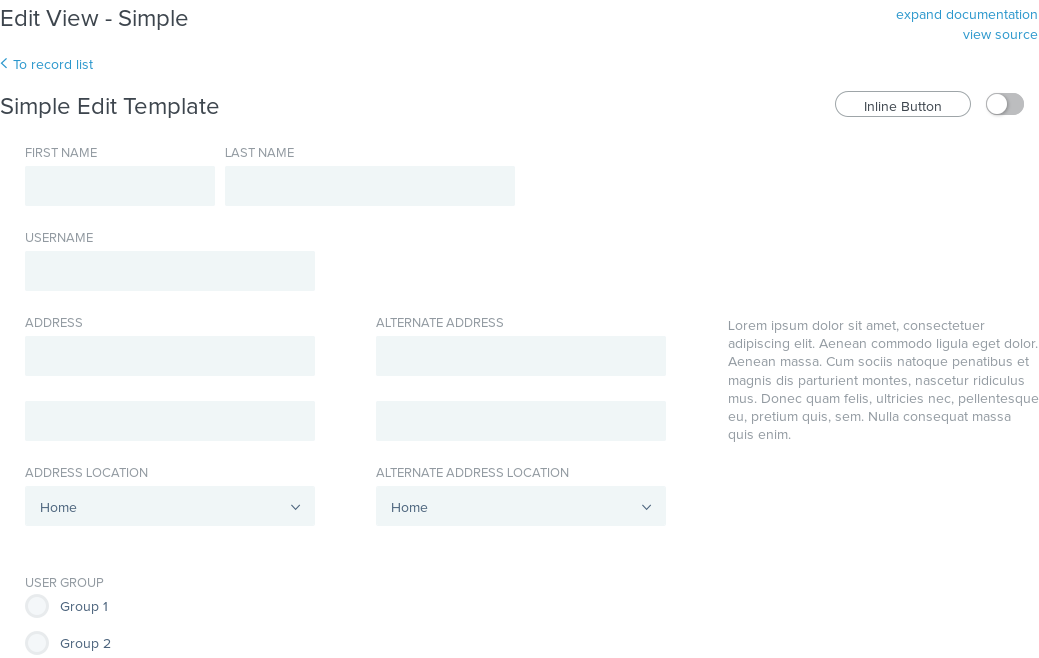 Edit View - Simple
expand documentation
view source
To record list
Simple Edit Template
Inline Button
FIRST NAME
LAST NAME
USERNAME
ADDRESS
ALTERNATE ADDRESS
Lorem ipsum dolor sit amet, consectetuer
adipiscing elit. Aenean commodo ligula eget dolor.
Aenean massa. Cum sociis natoque penatibus et
magnis dis parturient montes, nascetur ridiculus
mus. Donec quam felis, ultricies nec, pellentesque
eu, pretium quis, sem. Nulla consequat massa
quis enim.
ADDRESS LOCATION
ALTERNATE ADDRESS LOCATION
Home
Home
USER GROUP
Group 1
Group 2